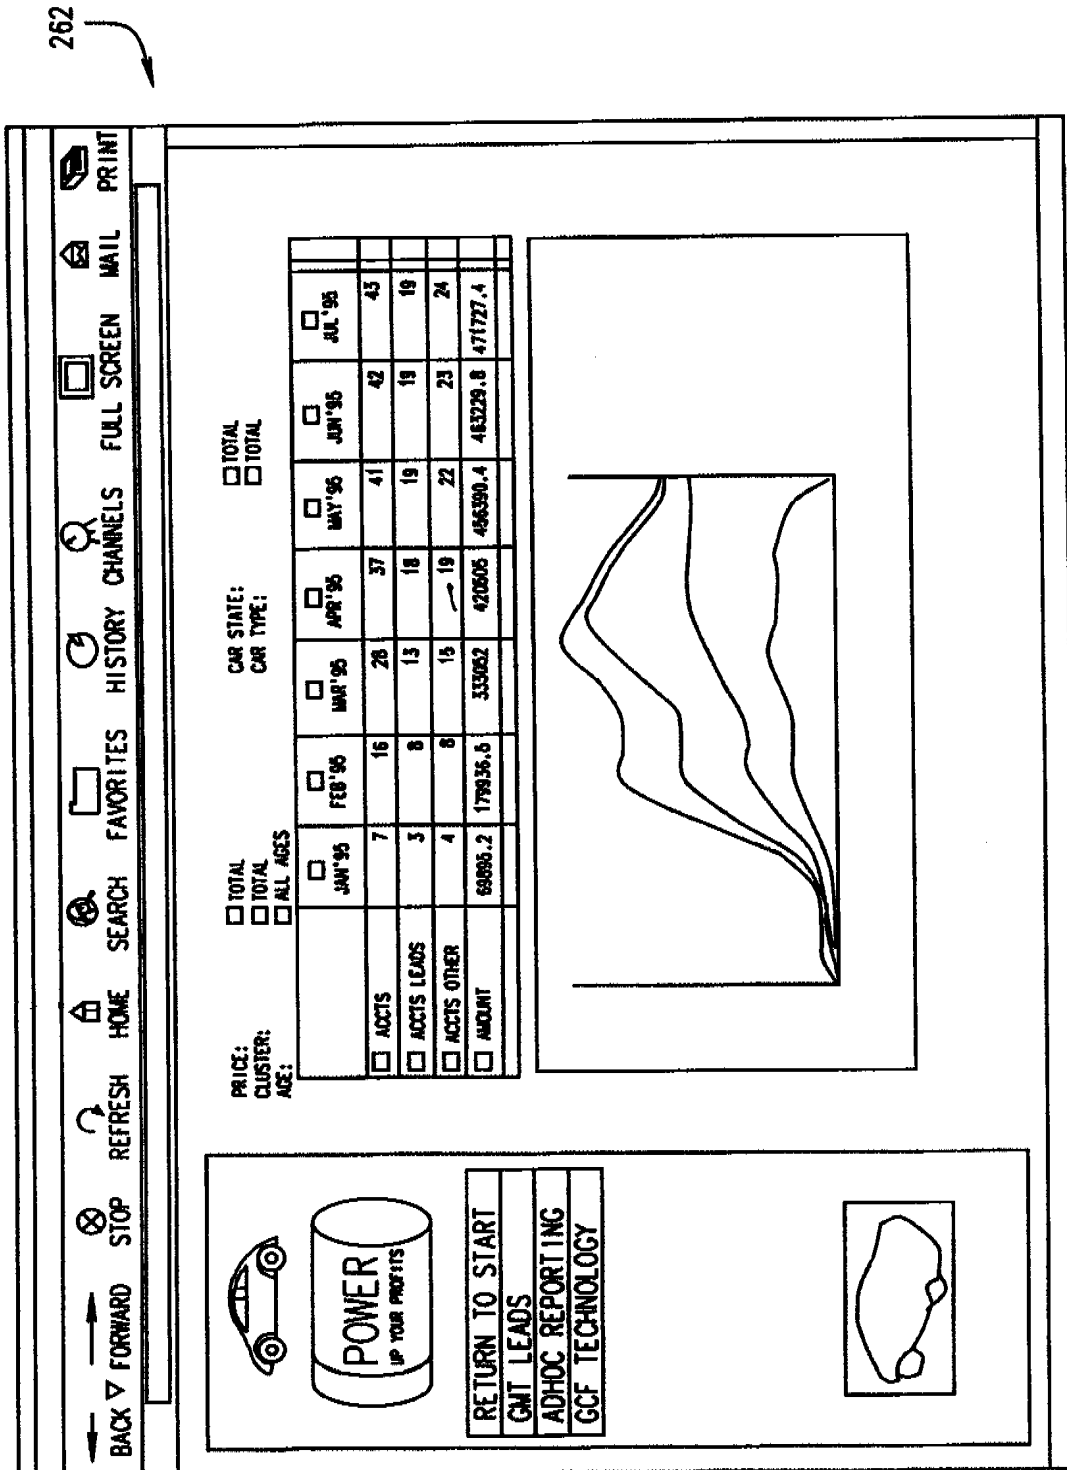 262
BACK FORWARD STOP REFRESH HOME SEARCH FAVORITES HISTORY CHANNELS FULL SCREEN MAIL PRINT
POWER
UP YOUR PROFITS
RETURN TO START
GMT LEADS
ADHOC REPORTING
GCF TECHNOLOGY
PRICE: TOTAL CAR STATE: TOTAL
CLUSTER: TOTAL CAR TYPE: TOTAL
AGE: ALL AGES
JAN'95 FEB'95 MAR'95 APR'95 MAY'95 JUN'95 JUL'95
ACCTS 7 16 28 37 41 42 43
ACCTS LEADS 3 8 13 18 19 19 19
ACCTS OTHER 4 8 15 19 22 23 24
AMOUNT 69895.2 179936.6 333052 420605 456390.4 463229.8 471727.4